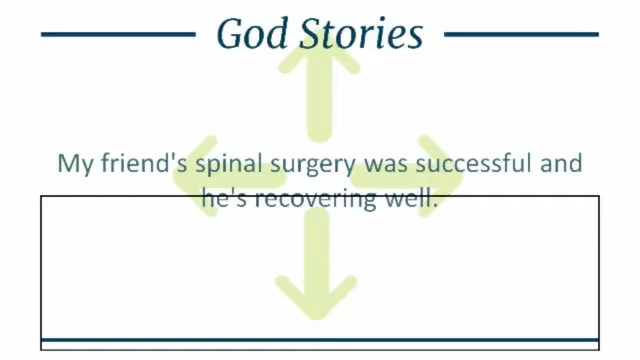 God Stories
My friend's spinal surgery was successful and
he's recovering well.